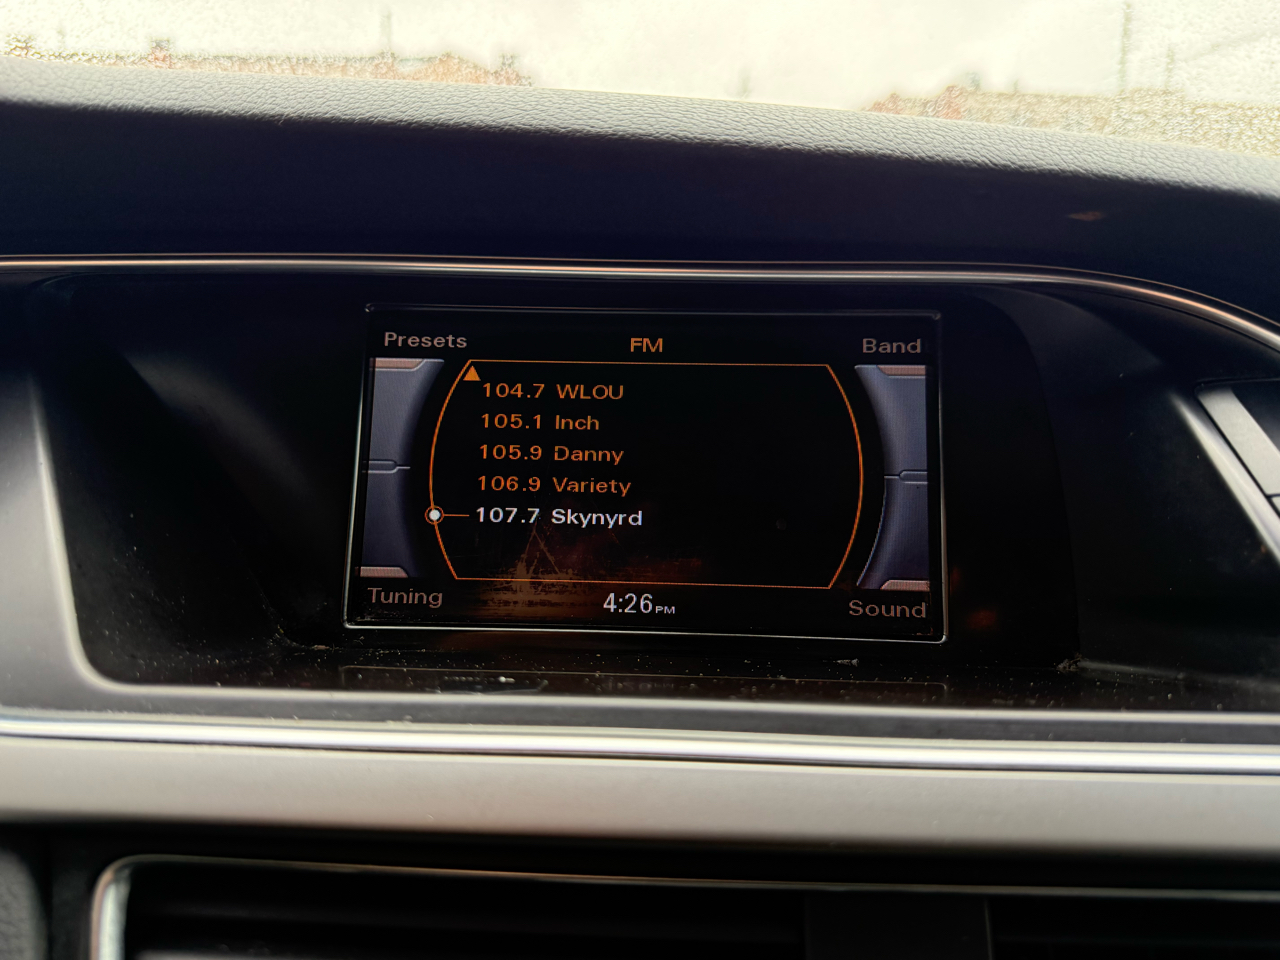 Presets FM Band
104.7 WLOU
105.1 Inch
105.9 Danny
106.9 Variety
107.7 Skynyrd
Tuning 4:26PM Sound